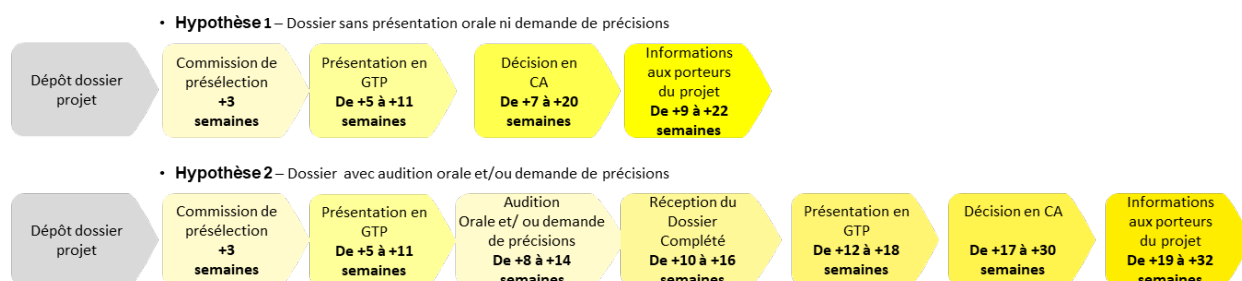 • Hypothèse 1 – Dossier sans présentation orale ni demande de précisions
Dépôt dossier
projet
Commission de
présélection
+3
semaines
Présentation en
GTP
De +5 à +11
semaines
Décision en
CA
De +7 à +20
semaines
Informations
aux porteurs
du projet
De +9 à +22
semaines
• Hypothèse 2 – Dossier avec audition orale et/ou demande de précisions
Dépôt dossier
projet
Commission de
présélection
+3
semaines
Présentation en
GTP
De +5 à +11
semaines
Audition
Orale et/ ou demande
de précisions
De +8 à +14
semaines
Réception du
Dossier
Complété
De +10 à +16
semaines
Présentation en
GTP
De +12 à +18
semaines
Décision en CA
De +17 à +30
semaines
Informations
aux porteurs
du projet
De +19 à +32
semaines